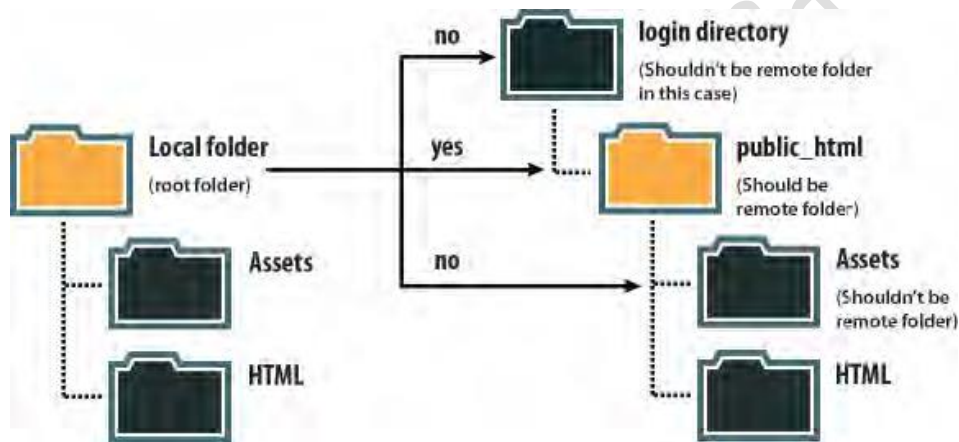 no
login directory
(Shouldn't be remote folder
in this case)
Local folder
(root folder)
yes
public_html
(Should be
remote folder)
Assets
no
Assets
(Shouldn't be
remote folder)
HTML
HTML